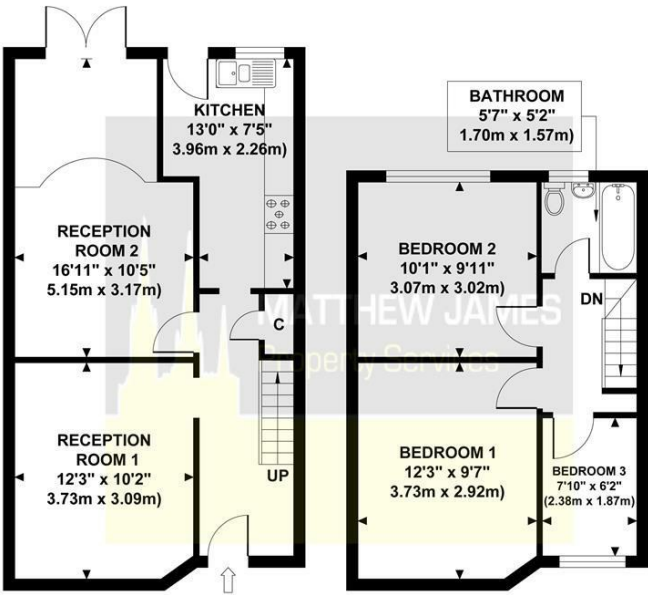 KITCHEN
13'0" x 7'5"
3.96m x 2.26m)
RECEPTION
ROOM 2
16'11" x 10'5"
5.15m x 3.17m)
C
RECEPTION
ROOM 1
12'3" x 10'2"
3.73m x 3.09m)
UP
BATHROOM
5'7" x 5'2"
1.70m x 1.57m)
BEDROOM 2
10'1" x 9'11"
3.07m x 3.02m)
DN
MATTHEW JAMES
Property Services
BEDROOM 1
12'3" x 9'7"
3.73m x 2.92m)
BEDROOM 3
7'10" x 6'2"
(2.38m x 1.87m)